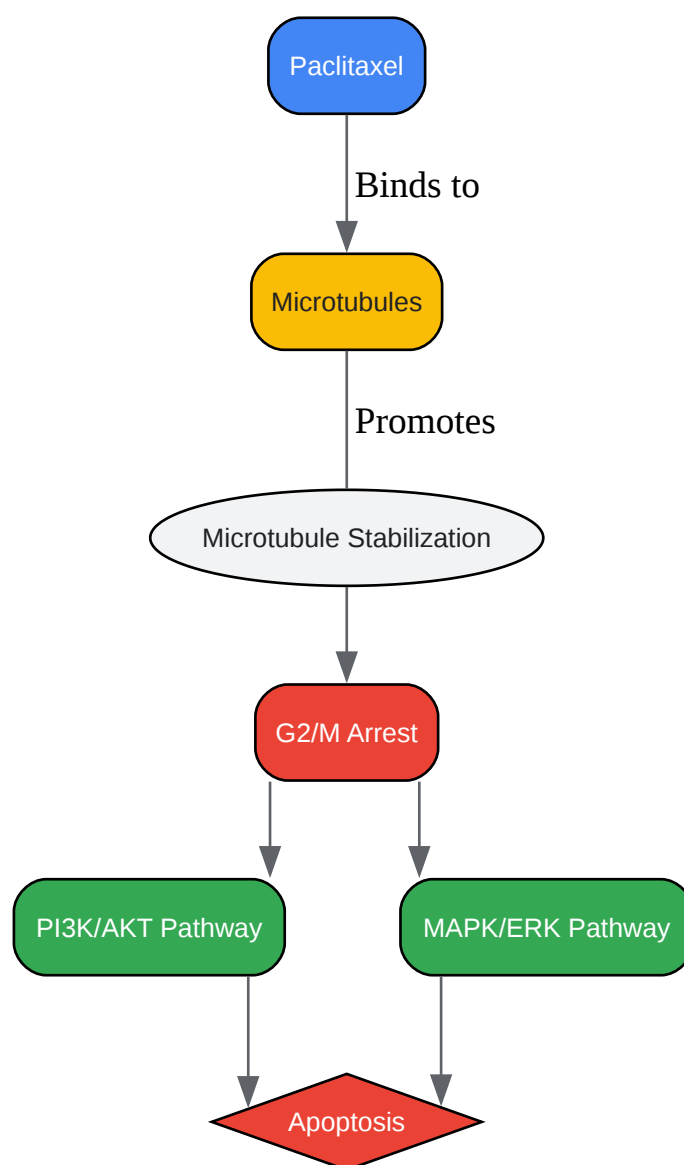 Paclitaxel
Binds to
Microtubules
Promotes
Microtubule Stabilization
G2/M Arrest
PI3K/AKT Pathway
MAPK/ERK Pathway
Apoptosis